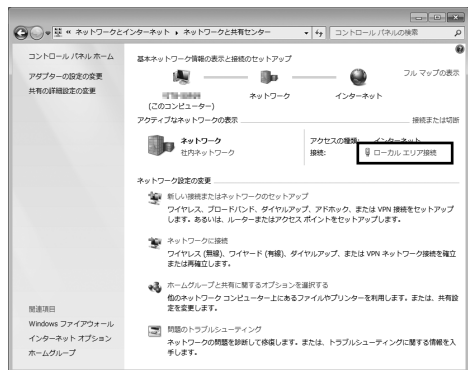 « ネットワークとインターネット ▸ ネットワークと共有センター
コントロール パネルの検索
コントロール パネル ホーム
アダプターの設定の変更
共有の詳細設定の変更
基本ネットワーク情報の表示と接続のセットアップ
フル マップの表示
(このコンピューター)
ネットワーク
インターネット
アクティブなネットワークの表示
接続または切断
ネットワーク
社内ネットワーク
アクセスの種類: インターネット
接続: ローカル エリア接続
ネットワーク設定の変更
新しい接続またはネットワークのセットアップ
ワイヤレス、ブロードバンド、ダイヤルアップ、アドホック、または VPN 接続をセットアップ
します。あるいは、ルーターまたはアクセス ポイントをセットアップします。
ネットワークに接続
ワイヤレス (無線)、ワイヤード (有線)、ダイヤルアップ、または VPN ネットワーク接続を確立
または再確立します。
ホームグループと共有に関するオプションを選択する
他のネットワーク コンピューター上にあるファイルやプリンターを利用します。または、共有設
定を変更します。
問題のトラブルシューティング
ネットワークの問題を診断して修復します。または、トラブルシューティングに関する情報を入
手します。
関連項目
Windows ファイアウォール
インターネット オプション
ホームグループ